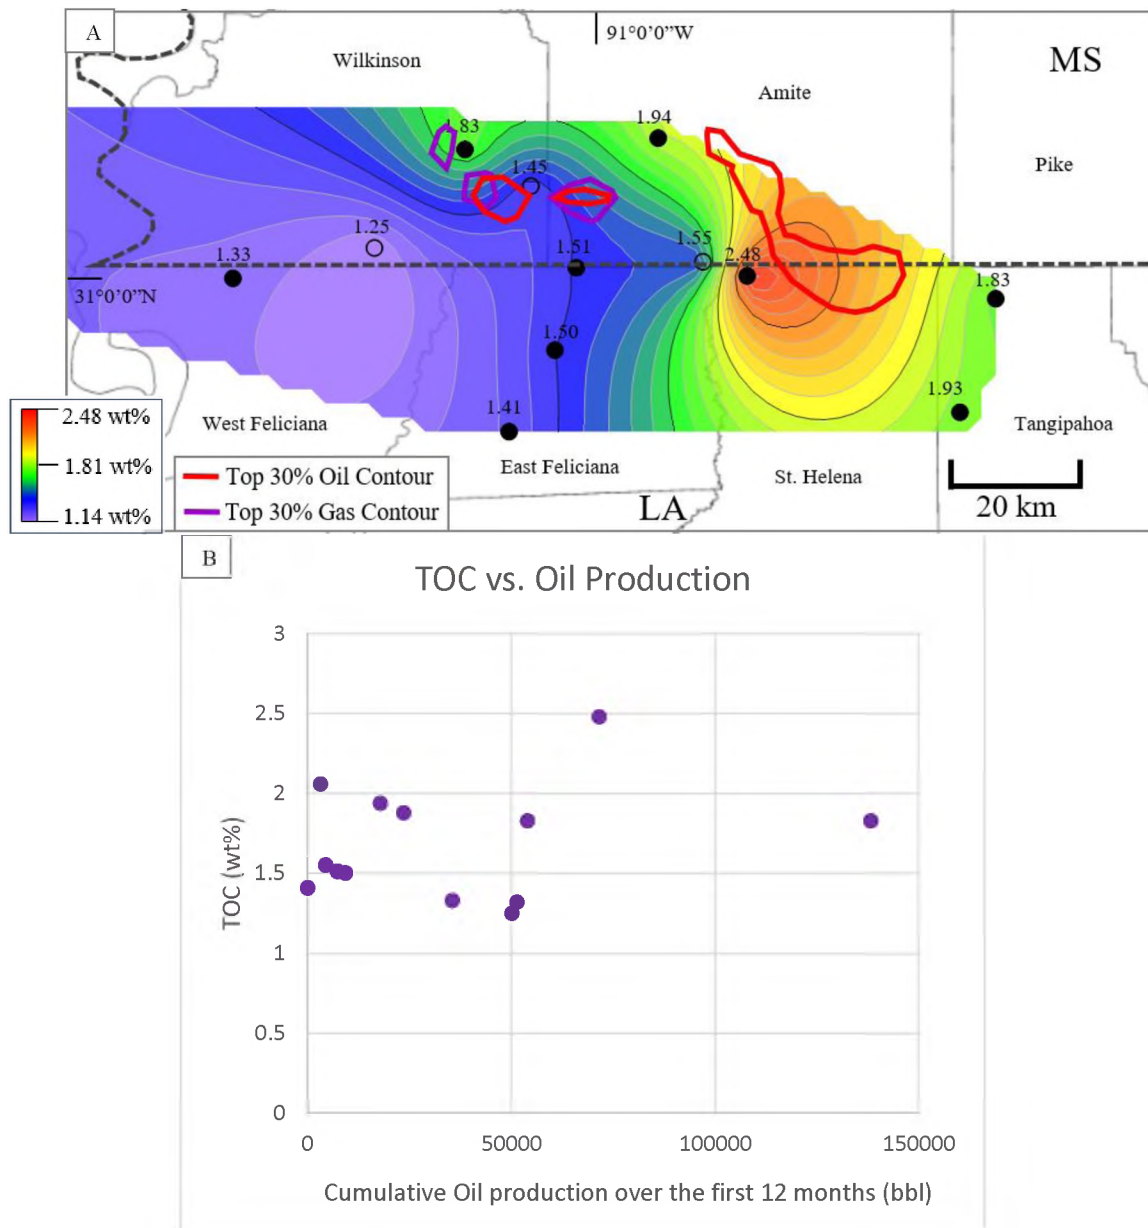 A
91°0’0”W
MS
Wilkinson
Amite
1.83
1.94
1.45
Pike
1.25
1.33
1.51
1.55
2.48
31°0’0”N
1.83
1.50
1.41
1.93
2.48 wt%
1.81 wt%
1.14 wt%
West Feliciana
East Feliciana
St. Helena
Tangipahoa
Top 30% Oil Contour
Top 30% Gas Contour
LA
20 km
B
TOC vs. Oil Production
3
2.5
2
1.5
1
0.5
0
TOC (wt%)
0 50000 100000 150000
Cumulative Oil production over the first 12 months (bbl)